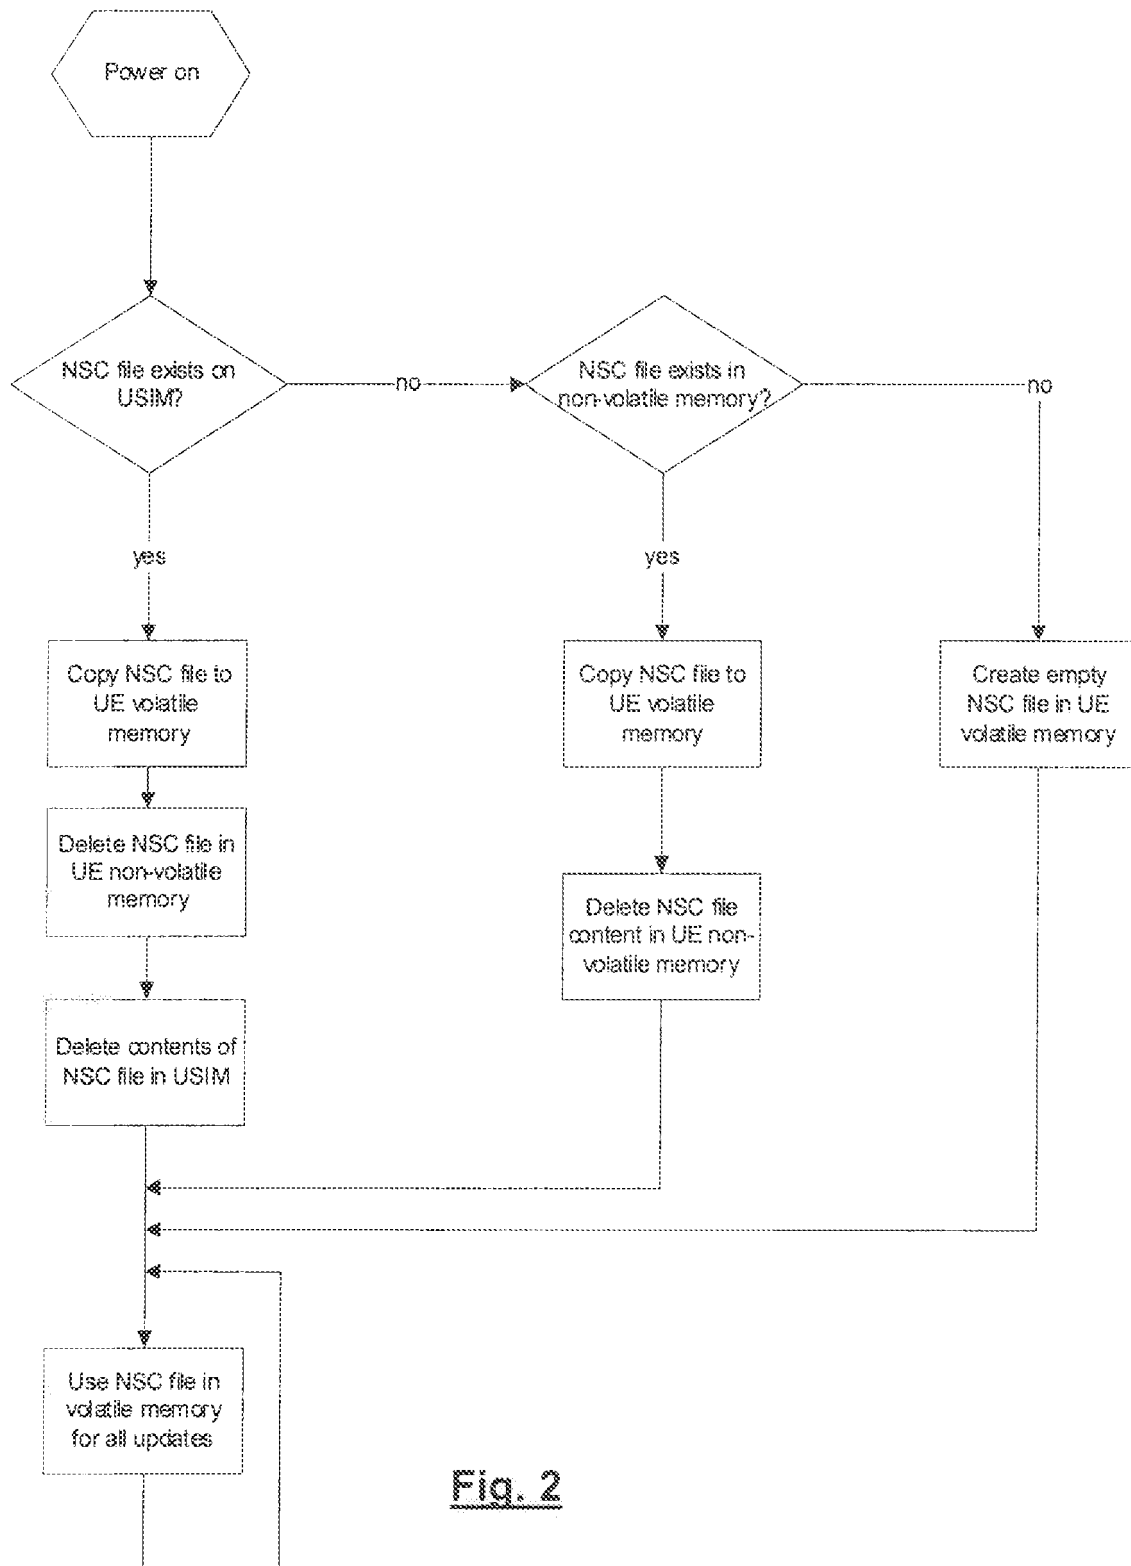 Power on
NSC file exists on
USIM?
no
NSC file exists in
non-volatile memory?
no
yes
yes
Copy NSC file to
UE volatile
memory
Copy NSC file to
UE volatile
memory
Create empty
NSC file in UE
volatile memory
Delete NSC file in
UE non-volatile
memory
Delete NSC file
content in UE non-
volatile memory
Delete contents of
NSC file in USIM
Use NSC file in
volatile memory
for all updates
Fig. 2